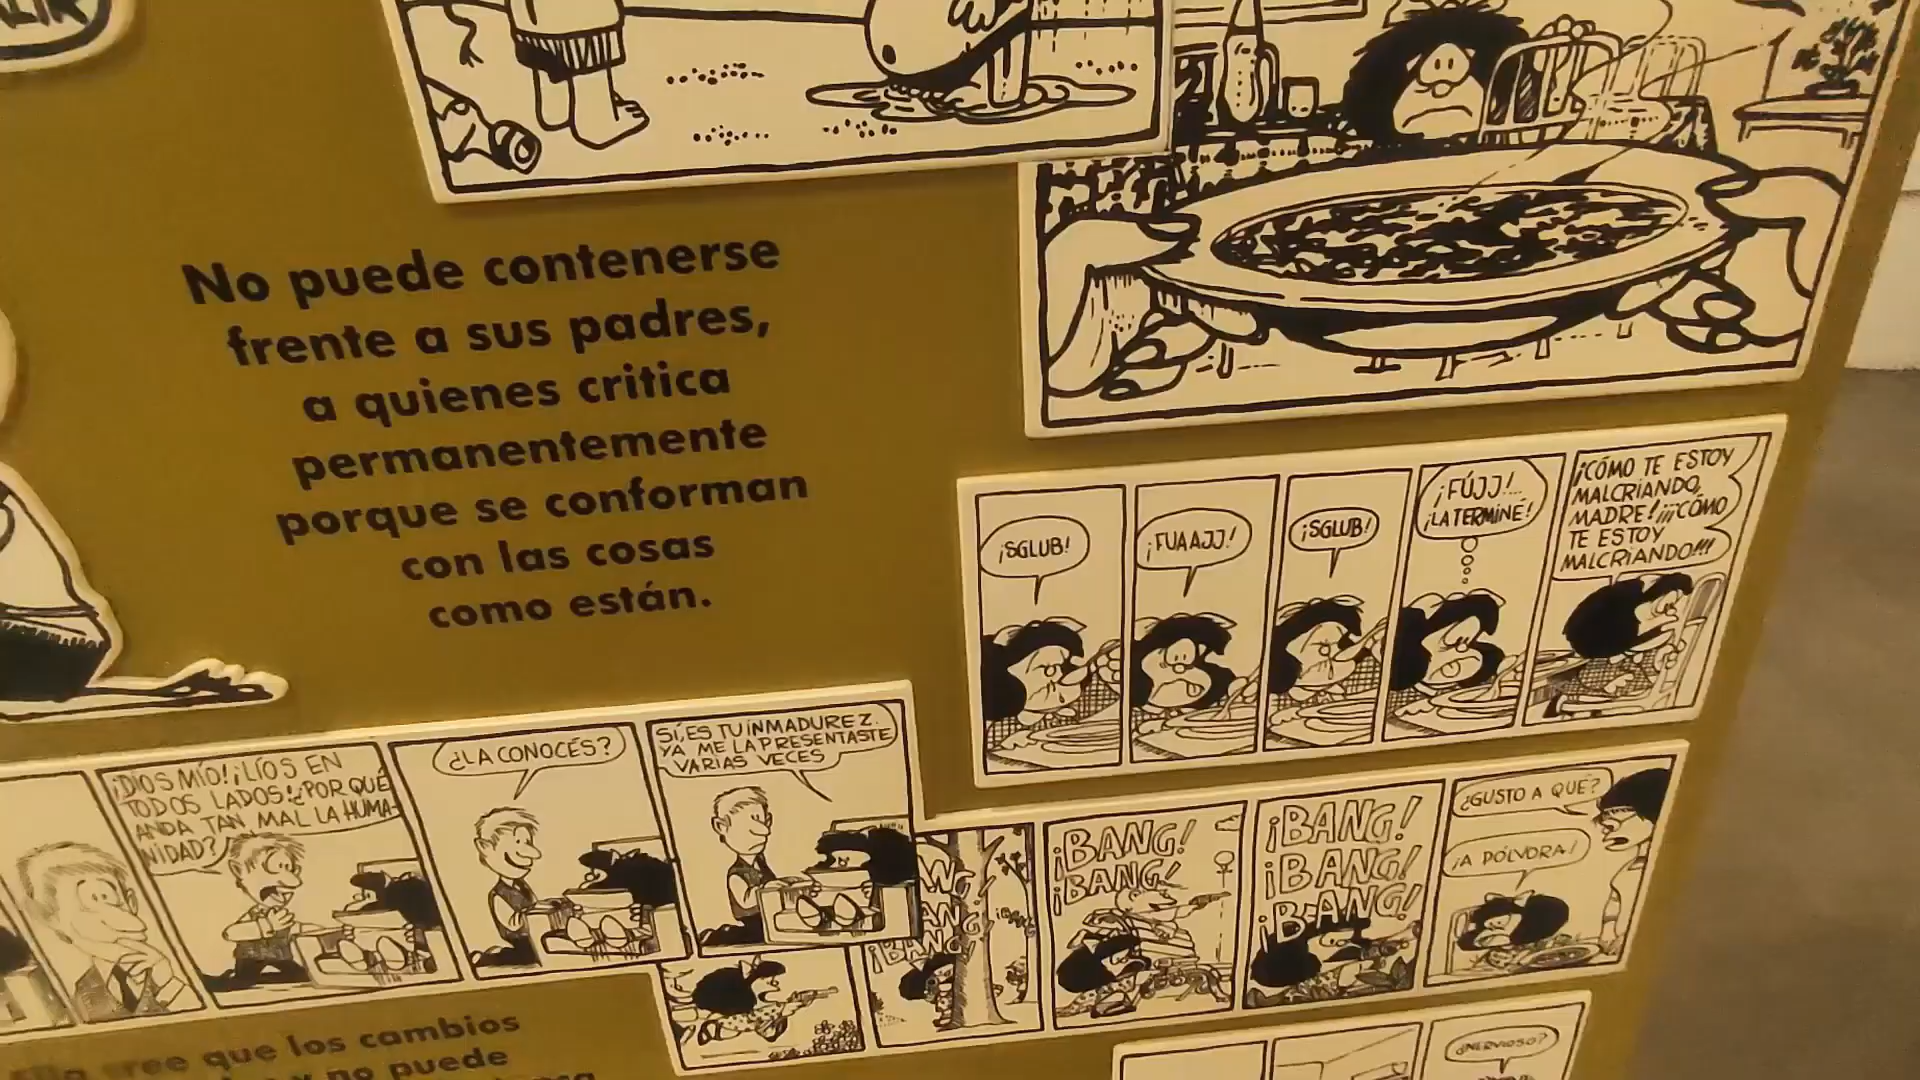 No puede contenerse
frente a sus padres,
a quienes critica
permanentemente
porque se conforman
con las cosas
como están.
¡SGLUB!
¡FUAAJJ!
¡SGLUB!
¡FÚJJ!..
¡LA TERMINÉ!
¡CÓMO TE ESTOY
MALCRIANDO,
MADRE! ¡¡¡CÓMO
TE ESTOY
MALCRIANDO!!!
¡DIOS MÍO! ¡LÍOS EN
TODOS LADOS! ¿POR QUÉ
ANDA TAN MAL LA HUMA-
NIDAD?
¿LA CONOCÉS?
SÍ, ES TU INMADUREZ.
YA ME LA PRESENTASTE
VARIAS VECES
¡BANG!
¡BANG!
¡BANG!
¡BANG!
¡BANG!
¡BANG!
¿GUSTO A QUÉ?
¡A PÓLVORA!
Ella cree que los cambios
y no puede
¿NERVIOSO?